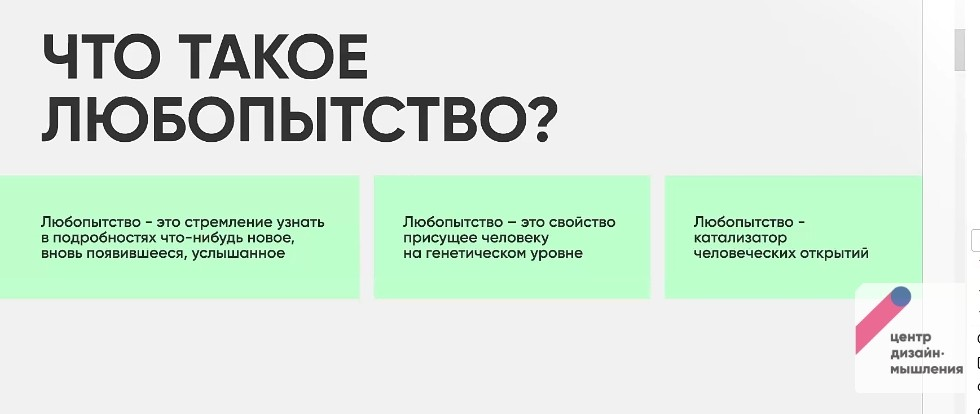 ЧТО ТАКОЕ
ЛЮБОПЫТСТВО?
Любопытство - это стремление узнать
в подробностях что-нибудь новое,
вновь появившееся, услышанное
Любопытство – это свойство
присущее человеку
на генетическом уровне
Любопытство -
катализатор
человеческих открытий
центр
дизайн-
мышления